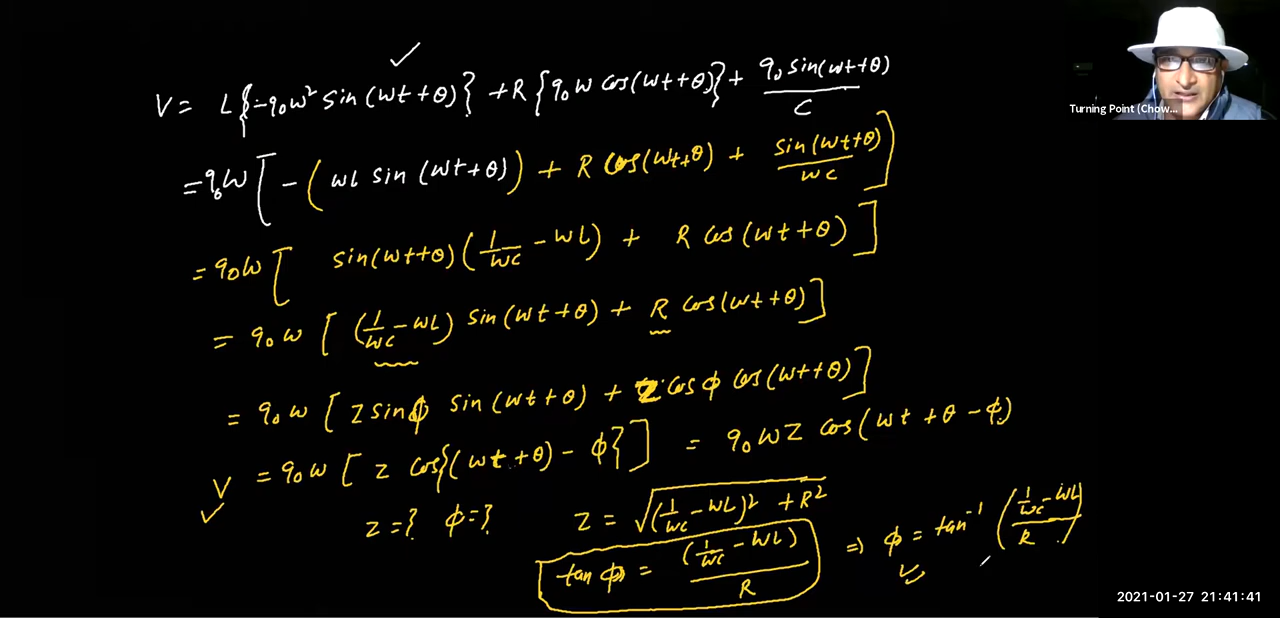 V = L{-q₀ω² sin(ωt+θ)} + R{q₀ω cos(ωt+θ)} + q₀ sin(ωt+θ)/C
= q₀ω [ -(ωL sin(ωt+θ)) + R cos(ωt+θ) + sin(ωt+θ)/ωC ]
= q₀ω [ sin(ωt+θ)(1/ωC - ωL) + R cos(ωt+θ) ]
= q₀ω [ (1/ωC - ωL) sin(ωt+θ) + R cos(ωt+θ) ]
= q₀ω [ Z sinϕ sin(ωt+θ) + Z cosϕ cos(ωt+θ) ]
V = q₀ω [ Z cos{(ωt+θ) - ϕ} ] = q₀ωZ cos(ωt+θ-ϕ)
Z=? ϕ=? Z = √((1/ωC - ωL)² + R²)
tan ϕ = (1/ωC - ωL)/R ⇒ ϕ = tan⁻¹((1/ωC - ωL)/R)
Turning Point (Chow...
2021-01-27 21:41:41